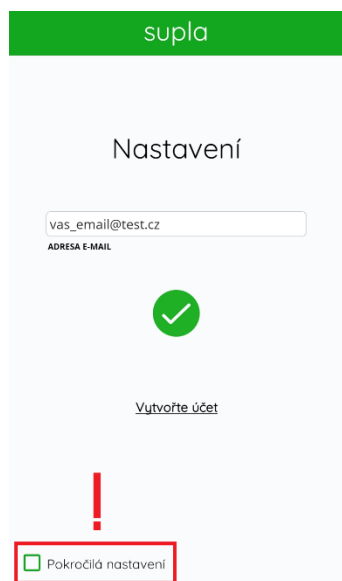 supla
Nastavení
vas_email@test.cz
ADRESA E-MAIL
Vytvořte účet
!
Pokročilá nastavení